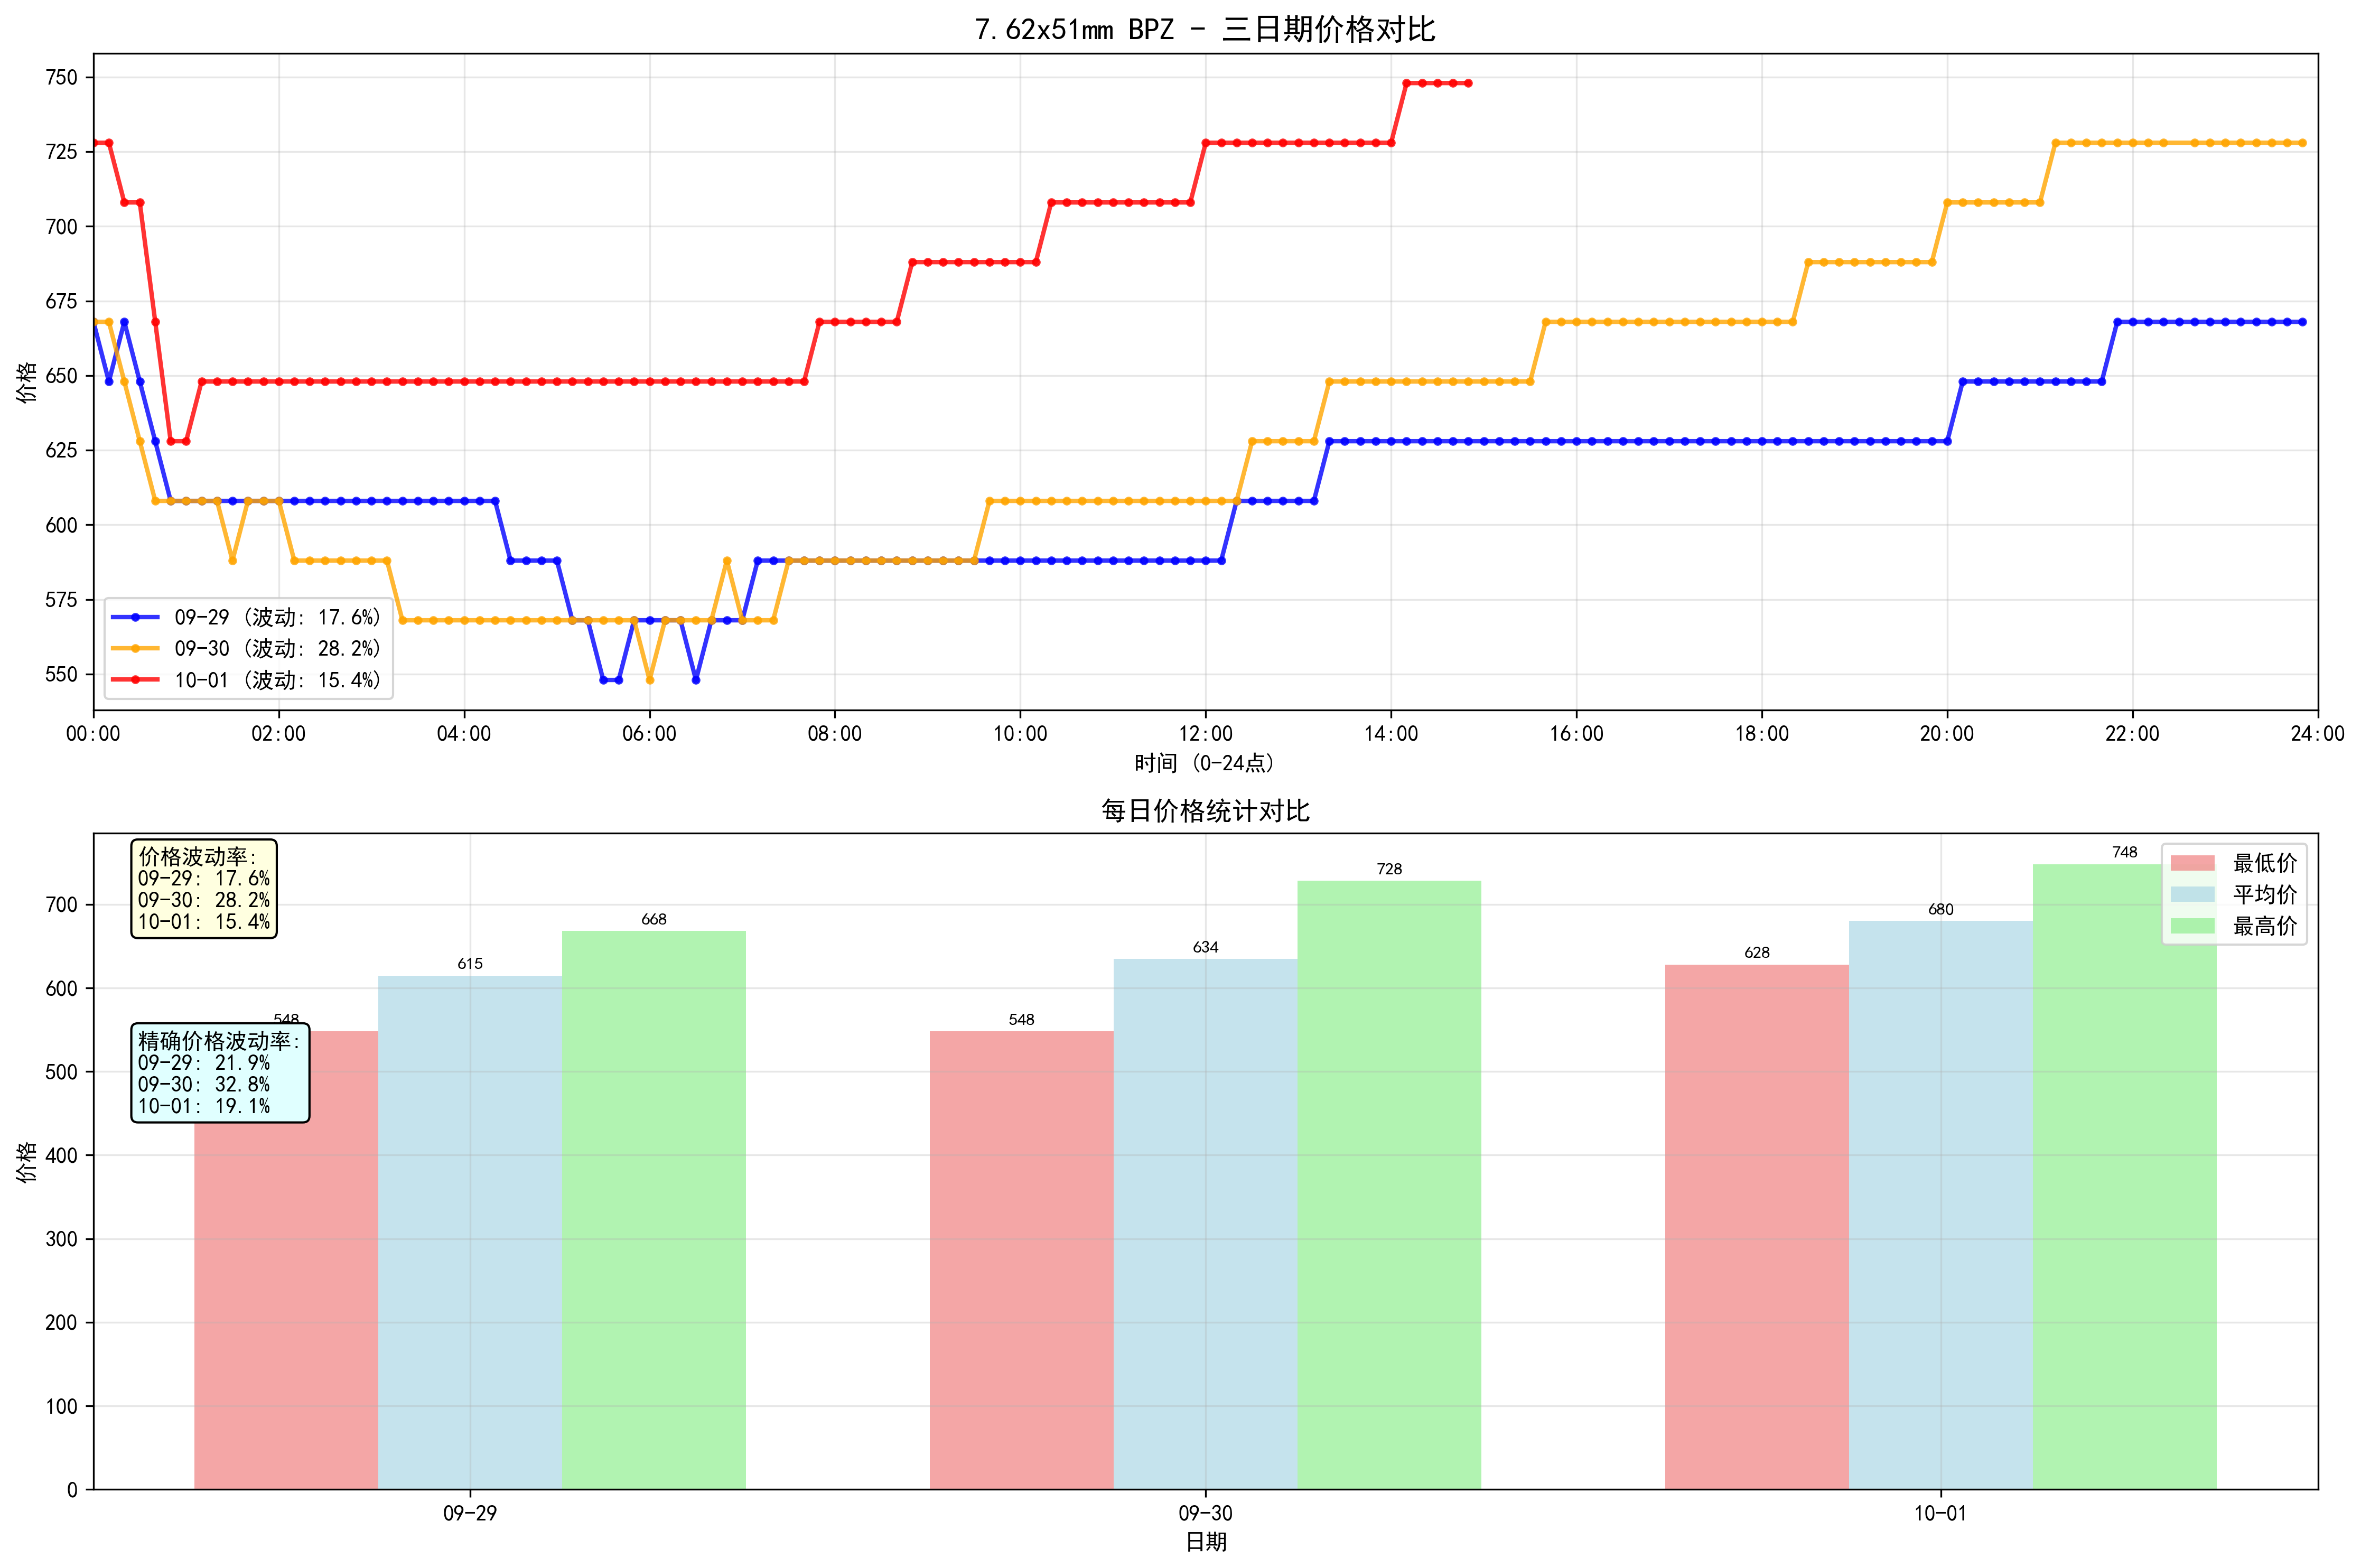 7.62x51mm BPZ - 三日期价格对比
750
725
700
675
650
625
600
575
550
价格
09-29 (波动: 17.6%)
09-30 (波动: 28.2%)
10-01 (波动: 15.4%)
00:00 02:00 04:00 06:00 08:00 10:00 12:00 14:00 16:00 18:00 20:00 22:00 24:00
时间 (0-24点)
每日价格统计对比
价格波动率:
09-29: 17.6%
09-30: 28.2%
10-01: 15.4%
精确价格波动率:
09-29: 21.9%
09-30: 32.8%
10-01: 19.1%
最低价
平均价
最高价
548 615 668
548 634 728
628 680 748
700
600
500
400
300
200
100
0
价格
09-29 09-30 10-01
日期